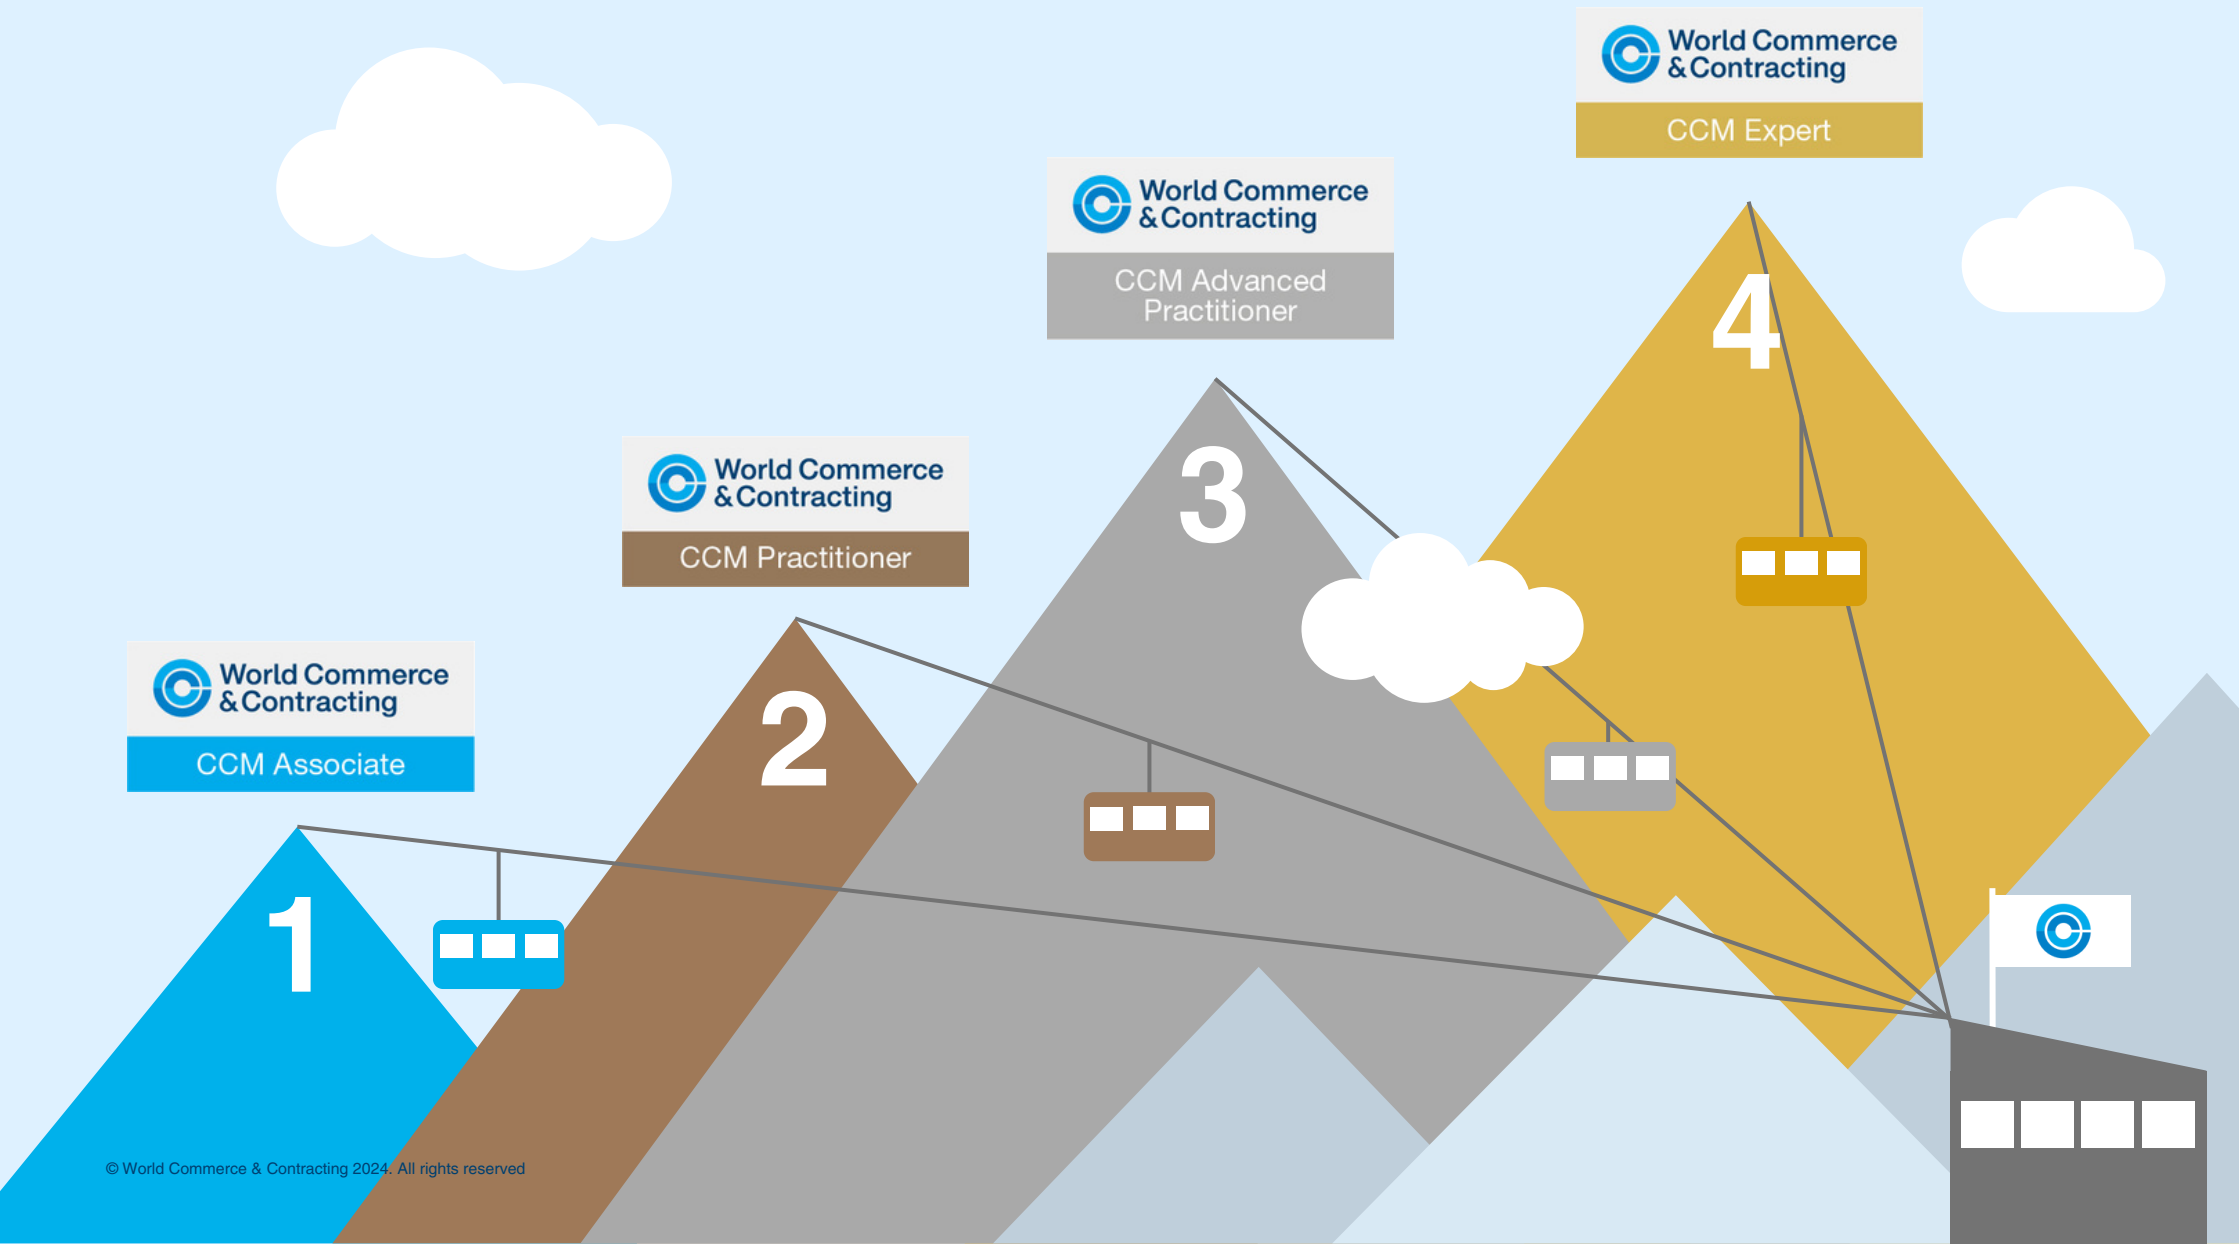 World Commerce
& Contracting
CCM Expert
World Commerce
& Contracting
CCM Advanced
Practitioner
4
World Commerce
& Contracting
CCM Practitioner
3
World Commerce
& Contracting
CCM Associate
2
1
© World Commerce & Contracting 2024. All rights reserved